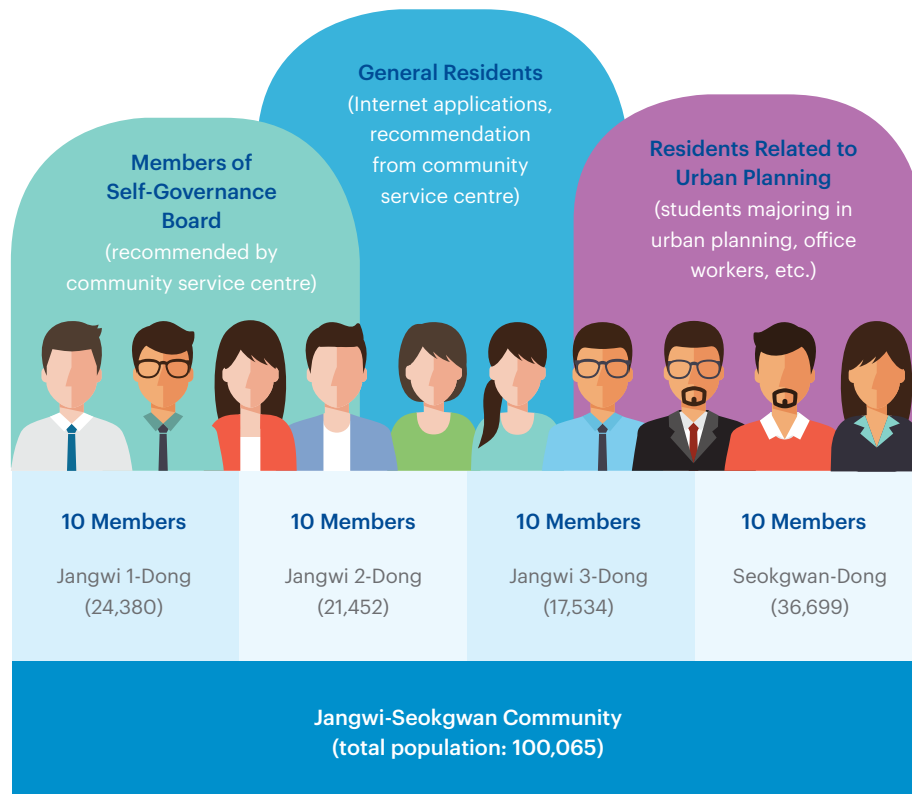 General Residents
(Internet applications,
recommendation
from community
service centre)
Members of
Self-Governance
Board
(recommended by
community service centre)
Residents Related to
Urban Planning
(students majoring in
urban planning, office
workers, etc.)
10 Members
Jangwi 1-Dong
(24,380)
10 Members
Jangwi 2-Dong
(21,452)
10 Members
Jangwi 3-Dong
(17,534)
10 Members
Seokgwan-Dong
(36,699)
Jangwi-Seokgwan Community
(total population: 100,065)